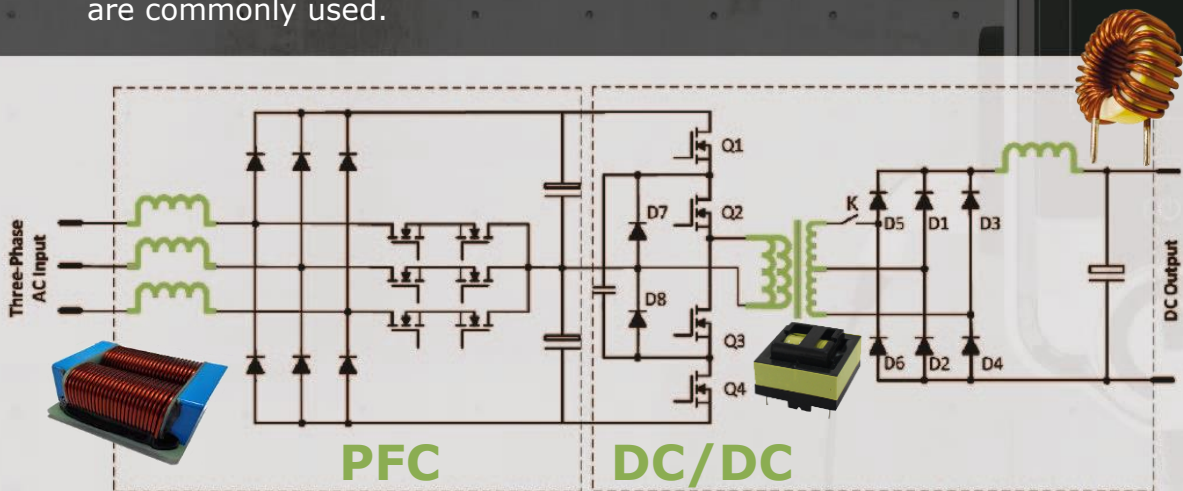 are commonly used.
Three-Phase
AC Input
Q1
Q2
Q3
Q4
D7
D8
K
D5
D1
D3
D6
D2
D4
DC Output
PFC
DC/DC